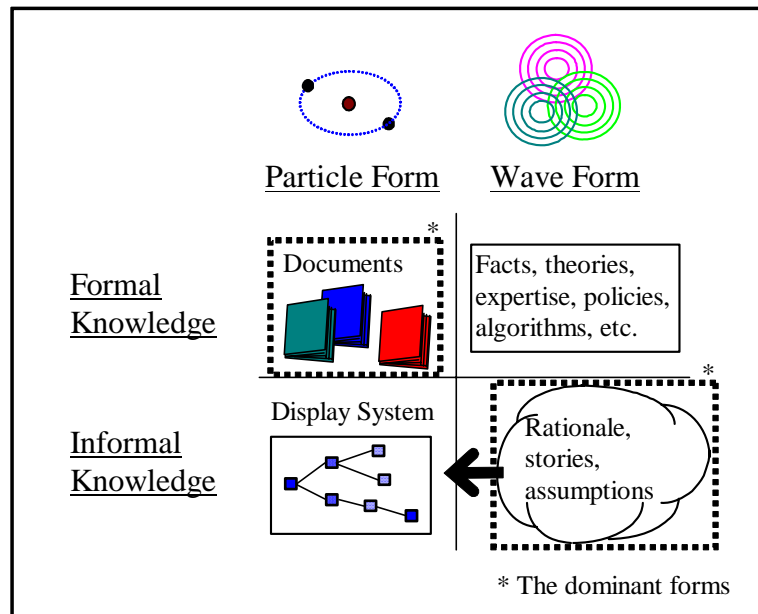 Particle Form
Wave Form
*
Formal
Knowledge
Documents
Facts, theories,
expertise, policies,
algorithms, etc.
*
Informal
Knowledge
Display System
Rationale,
stories,
assumptions
* The dominant forms